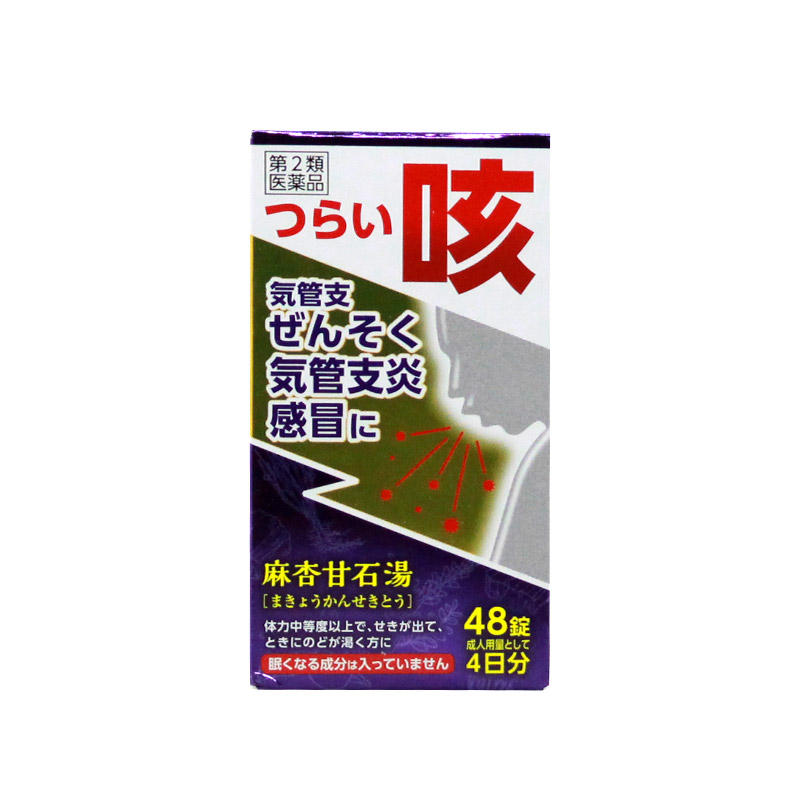 第2類
医薬品
つらい咳
気管支
ぜんそく
気管支炎
感冒に
麻杏甘石湯
[まきょうかんせきとう]
体力中等度以上で、せきが出て、
ときにのどが渇く方に
眠くなる成分は入っていません
48錠
成人用量として
4日分